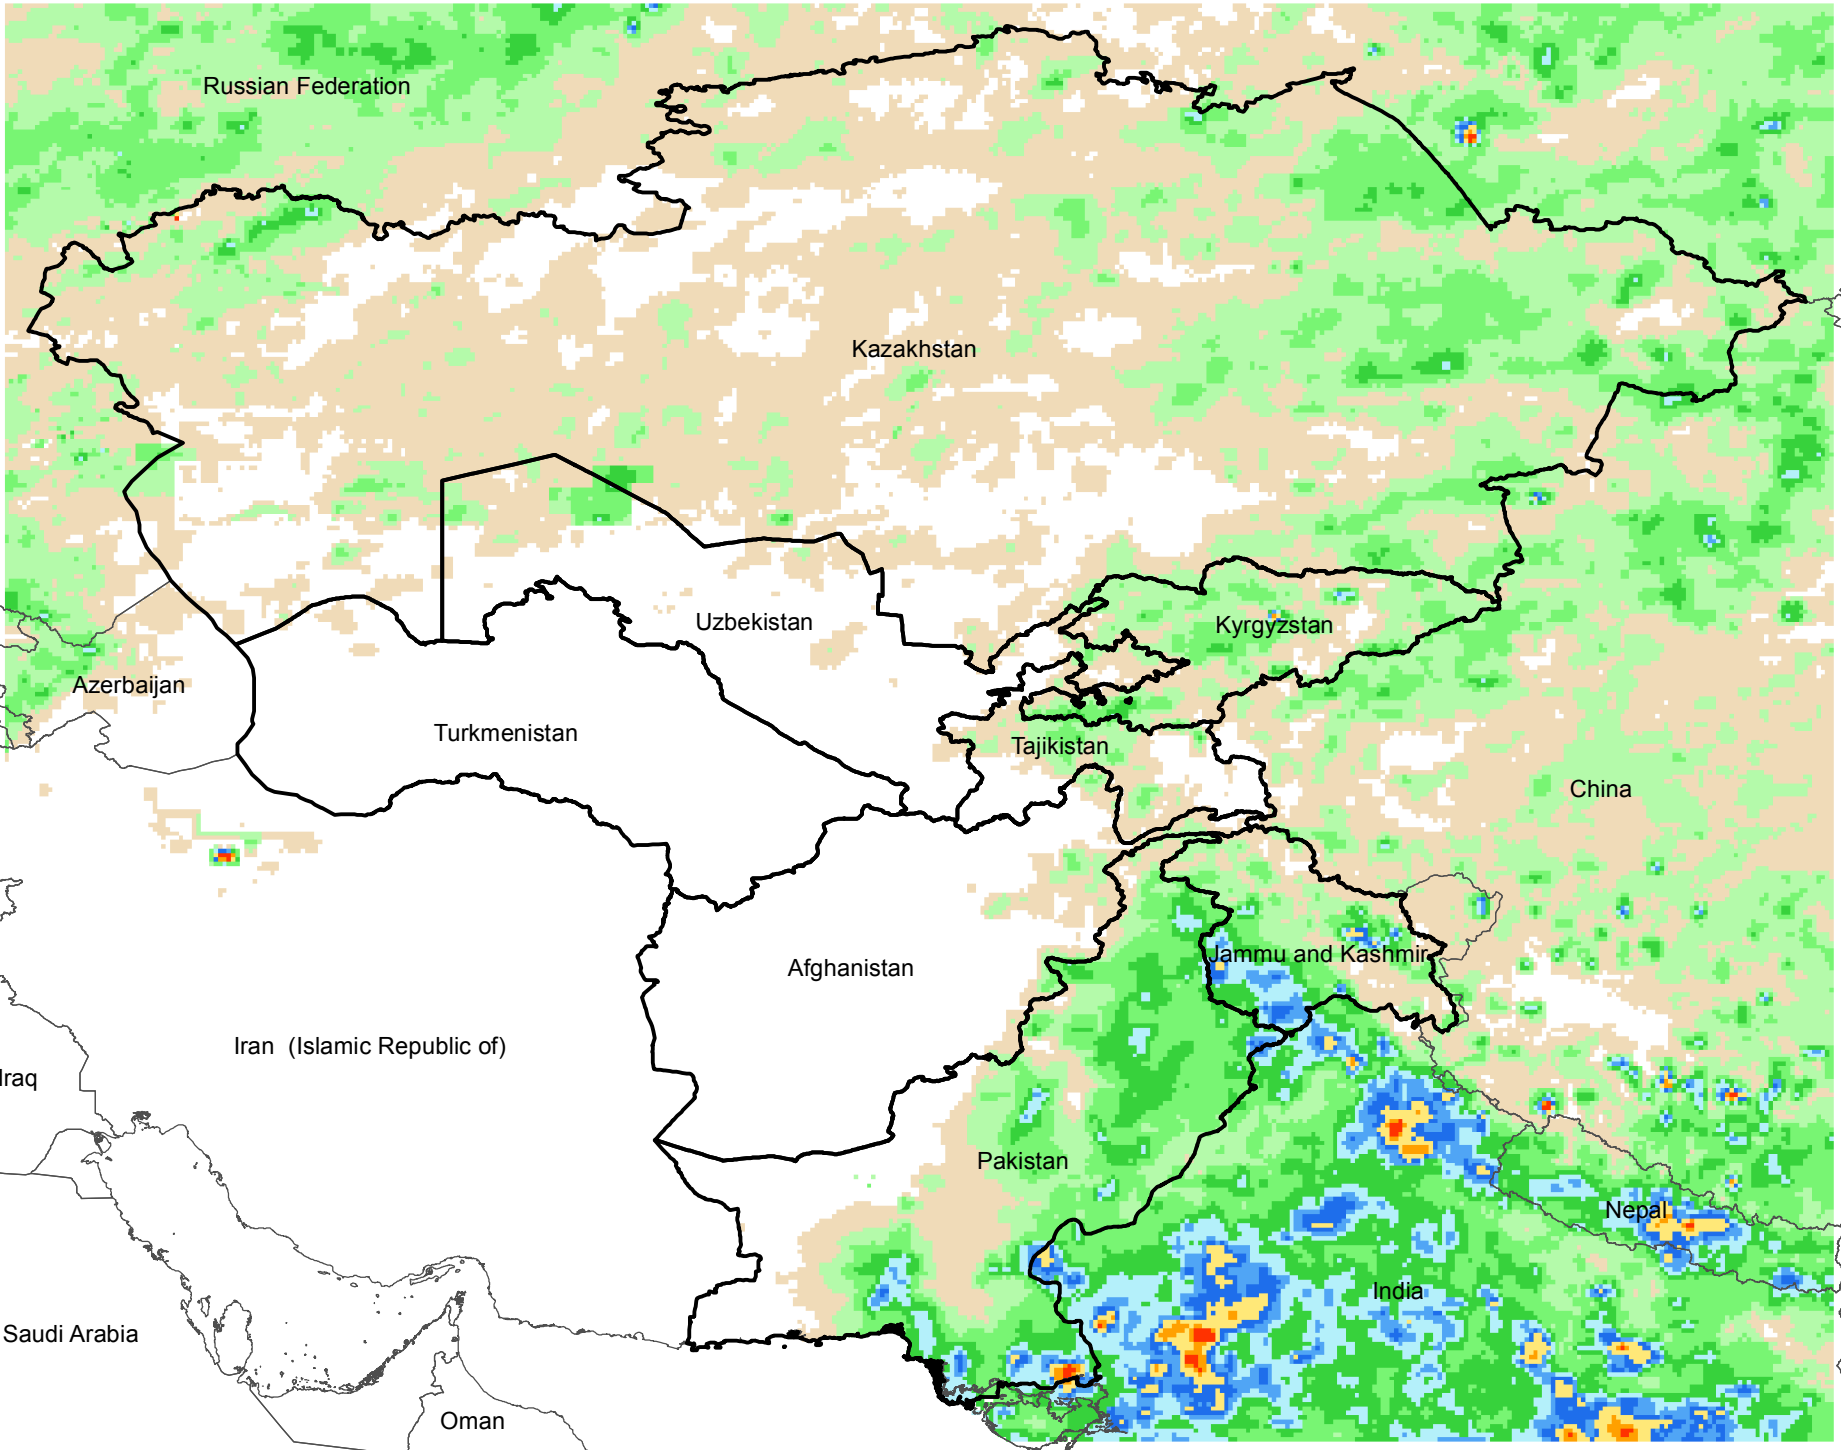 Russian Federation
Kazakhstan
Uzbekistan
Kyrgyzstan
Azerbaijan
Turkmenistan
Tajikistan
China
Jammu and Kashmir
Afghanistan
Iran (Islamic Republic of)
Iraq
Pakistan
Nepal
India
Saudi Arabia
Oman